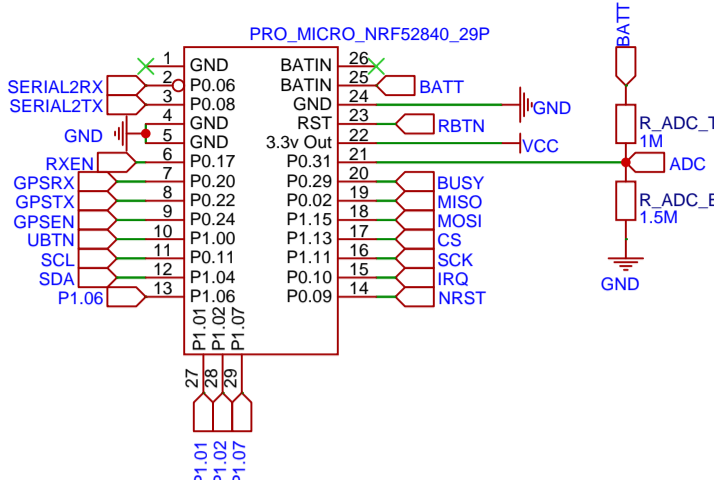 BATT
PRO_MICRO_NRF52840_29P
1 GND BATIN 26
SERIAL2RX 2 P0.06 BATIN 25 BATT
SERIAL2TX 3 P0.08 GND 24 GND
4 GND RST 23 RBTN
GND 5 GND 3.3v Out 22 VCC
RXEN 6 P0.17 P0.31 21 ADC
GPSRX 7 P0.20 P0.29 20 BUSY
GPSTX 8 P0.22 P0.02 19 MISO
GPSEN 9 P0.24 P1.15 18 MOSI
UBTN 10 P1.00 P1.13 17 CS
SCL 11 P0.11 P1.11 16 SCK
SDA 12 P1.04 P0.10 15 IRQ
P1.06 13 P1.06 P0.09 14 NRST
R_ADC_T
1M
R_ADC_B
1.5M
GND
P1.01
P1.02
P1.07
27
28
29
P1.01
P1.02
P1.07